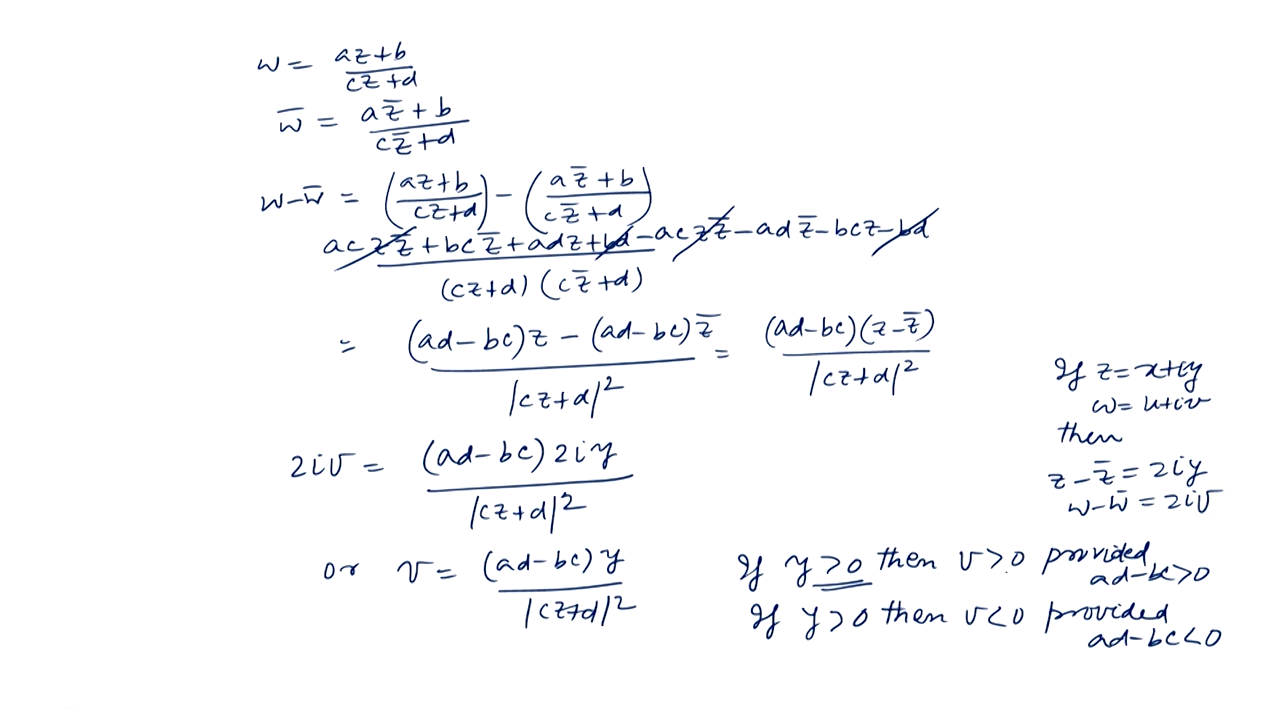 w = (az+b)/(cz+d)
w̄ = (az̄+b)/(cz̄+d)
w-w̄ = ((az+b)/(cz+d)) - ((az̄+b)/(cz̄+d))
aczz̄ + bcz̄ + adz + bd - aczz̄ - adz̄ - bcz - bd
(cz+d)(cz̄+d)
= ((ad-bc)z - (ad-bc)z̄)/|cz+d|² = ((ad-bc)(z-z̄))/|cz+d|²
2iv = ((ad-bc)2iy)/|cz+d|²
or v = ((ad-bc)y)/|cz+d|²
If z=x+iy
w=u+iv
then
z-z̄=2iy
w-w̄=2iv
If y>0 then v>0 provided
ad-bc>0
If y>0 then v<0 provided
ad-bc<0